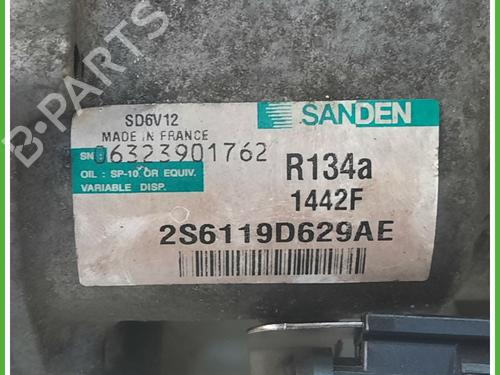 SD6V12
MADE IN FRANCE
SN 06323901762
OIL : SP-10 OR EQUIV.
VARIABLE DISP.
SANDEN
R134a
1442F
2S6119D629AE
B-PARTS